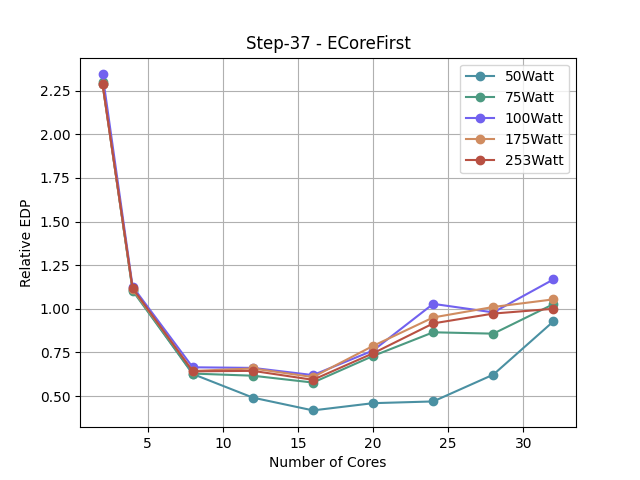 Step-37 - ECoreFirst
50Watt
75Watt
100Watt
175Watt
253Watt
Relative EDP
2.25
2.00
1.75
1.50
1.25
1.00
0.75
0.50
5 10 15 20 25 30
Number of Cores